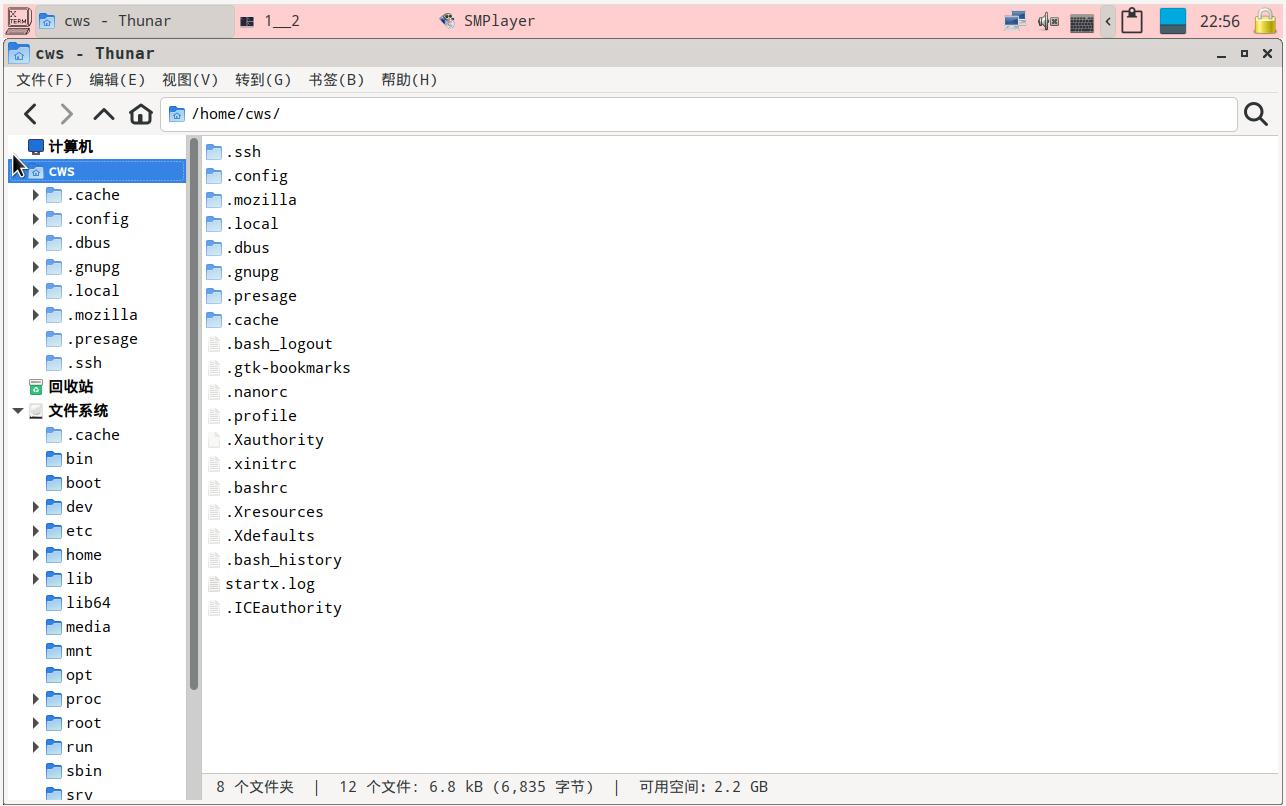 cws - Thunar
1__2
SMPlayer
22:56
cws - Thunar
文件(F) 编辑(E) 视图(V) 转到(G) 书签(B) 帮助(H)
/home/cws/
计算机
cws
.cache
.config
.dbus
.gnupg
.local
.mozilla
.presage
.ssh
回收站
文件系统
.cache
bin
boot
dev
etc
home
lib
lib64
media
mnt
opt
proc
root
run
sbin
srv
.ssh
.config
.mozilla
.local
.dbus
.gnupg
.presage
.cache
.bash_logout
.gtk-bookmarks
.nanorc
.profile
.Xauthority
.xinitrc
.bashrc
.Xresources
.Xdefaults
.bash_history
startx.log
.ICEauthority
8 个文件夹 | 12 个文件: 6.8 kB (6,835 字节) | 可用空间: 2.2 GB